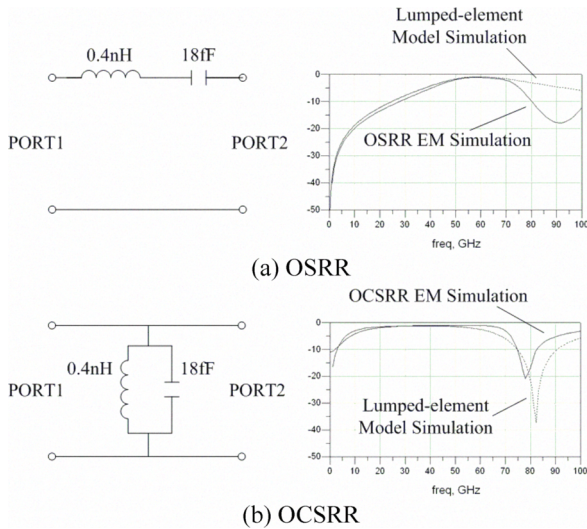 0.4nH
18fF
PORT1
PORT2
Lumped-element
Model Simulation
OSRR EM Simulation
0
-10
-20
-30
-40
-50
0 10 20 30 40 50 60 70 80 90 100
freq, GHz
(a) OSRR
0.4nH
18fF
PORT1
PORT2
OCSRR EM Simulation
Lumped-element
Model Simulation
0
-10
-20
-30
-40
-50
0 10 20 30 40 50 60 70 80 90 100
freq, GHz
(b) OCSRR